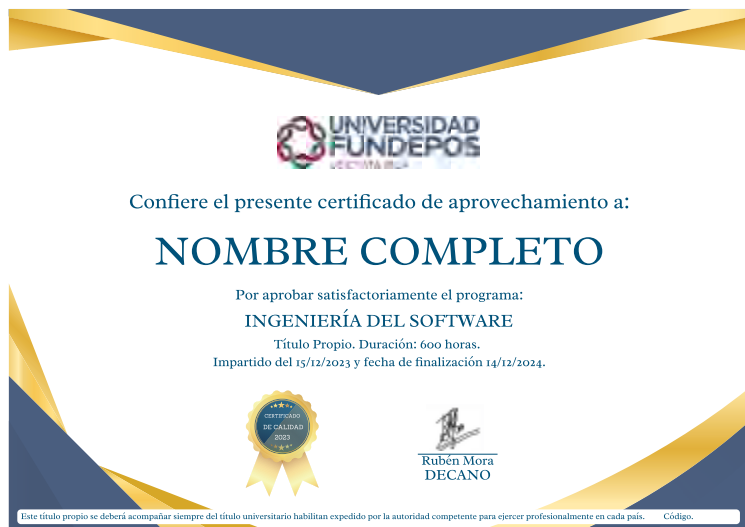 UNIVERSIDAD
FUNDEPOS
Confiere el presente certificado de aprovechamiento a:
NOMBRE COMPLETO
Por aprobar satisfactoriamente el programa:
INGENIERÍA DEL SOFTWARE
Título Propio. Duración: 600 horas.
Impartido del 15/12/2023 y fecha de finalización 14/12/2024.
CERTIFICADO
DE CALIDAD
2023
Rubén Mora
DECANO
Este título propio se deberá acompañar siempre del título universitario habilitan expedido por la autoridad competente para ejercer profesionalmente en cada país. Código.